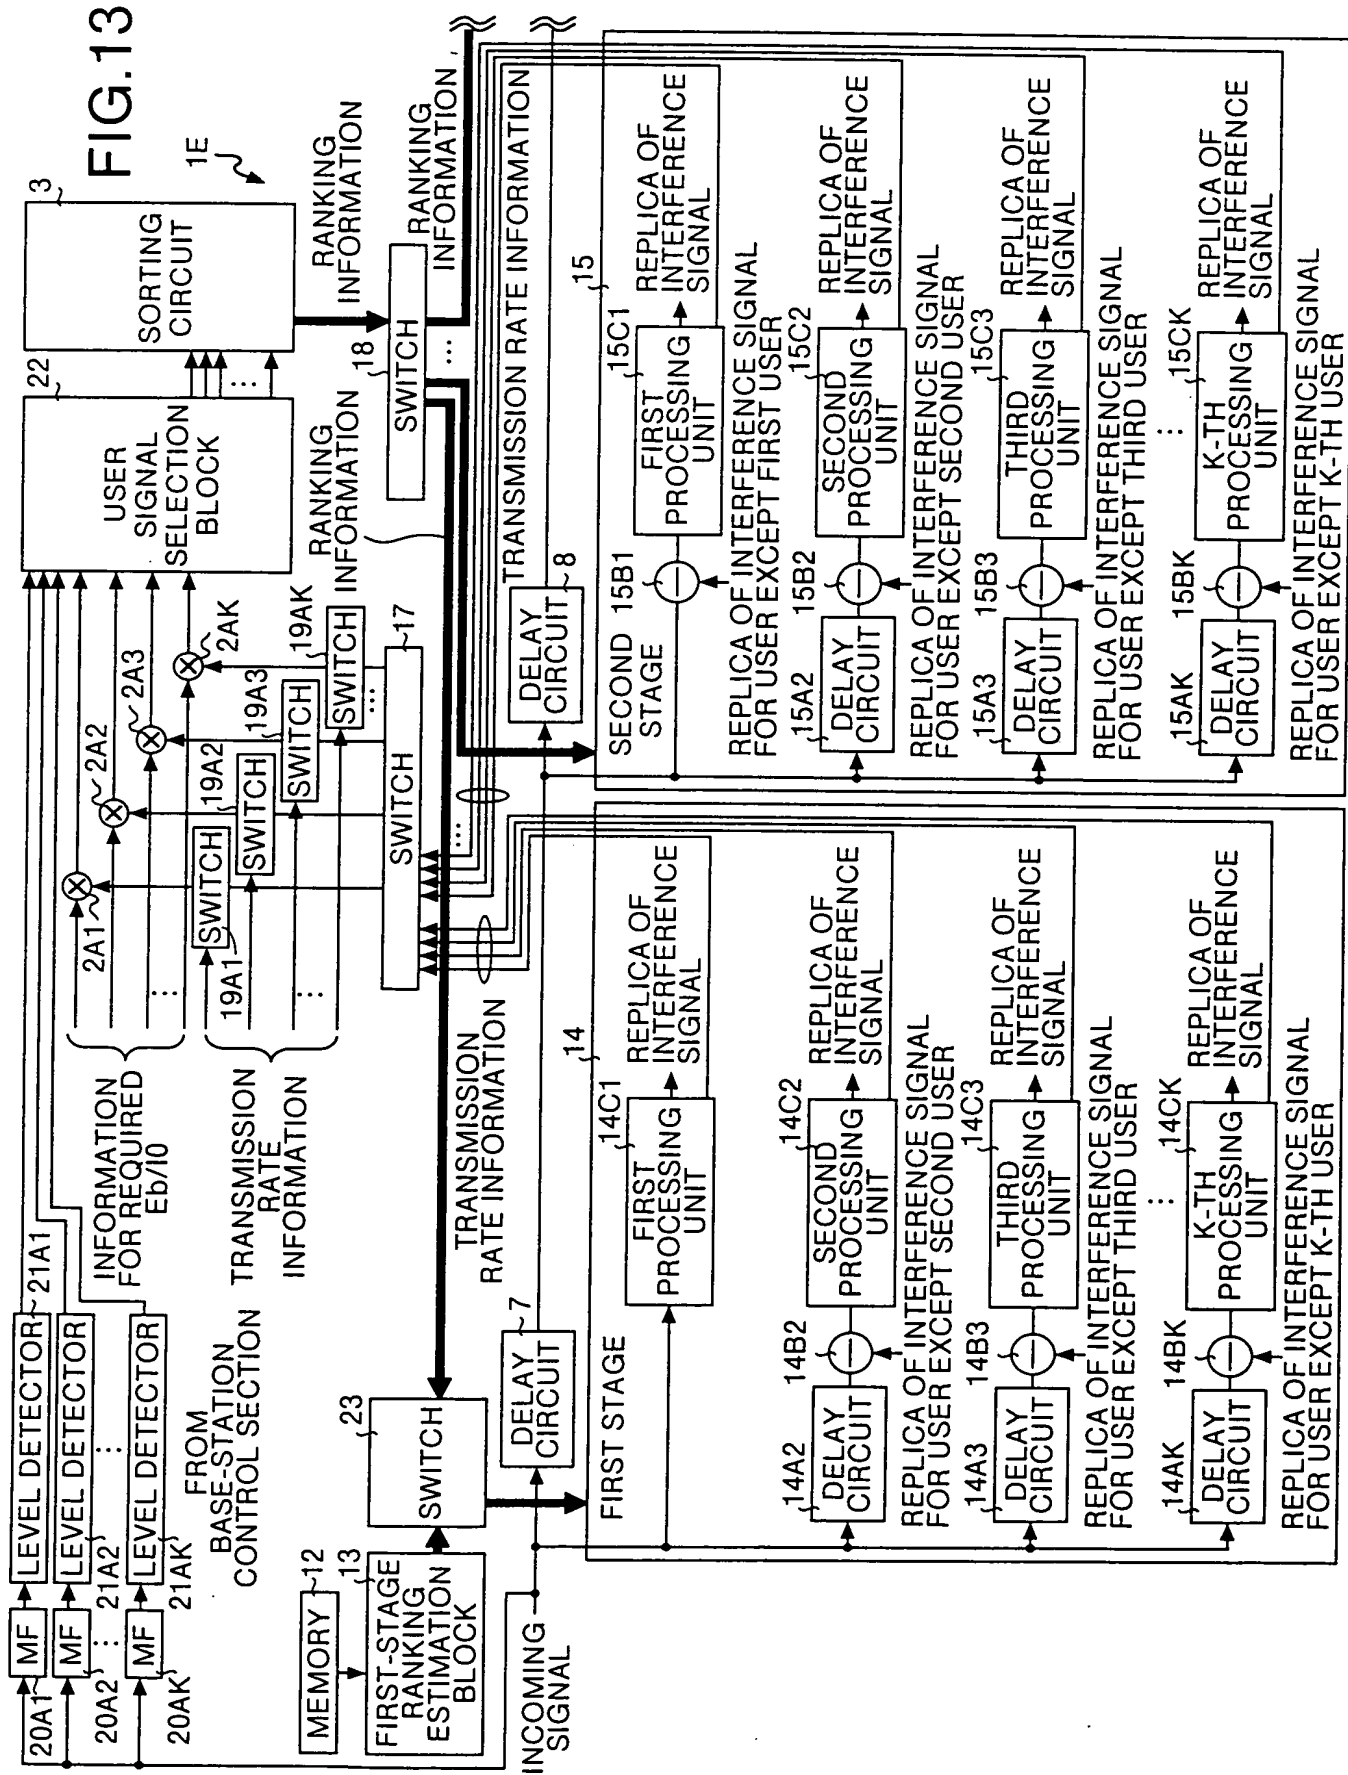 FIG.13
1E
20A1
MF
LEVEL DETECTOR
21A1
20A2
MF
LEVEL DETECTOR
21A2
20AK
MF
LEVEL DETECTOR
21AK
FROM
BASE-STATION
CONTROL SECTION
INFORMATION
FOR REQUIRED
Eb/I0
TRANSMISSION
RATE
INFORMATION
2A1
2A2
2A3
2AK
19A1
SWITCH
19A2
SWITCH
19A3
SWITCH
19AK
SWITCH
17
SWITCH
22
USER
SIGNAL
SELECTION
BLOCK
3
SORTING
CIRCUIT
RANKING
INFORMATION
18
SWITCH
RANKING
INFORMATION
RANKING
INFORMATION
12
MEMORY
13
FIRST-STAGE
RANKING
ESTIMATION
BLOCK
23
SWITCH
TRANSMISSION
RATE INFORMATION
TRANSMISSION RATE INFORMATION
INCOMING
SIGNAL
7
DELAY
CIRCUIT
8
DELAY
CIRCUIT
FIRST STAGE
14
14C1
FIRST
PROCESSING
UNIT
REPLICA OF
INTERFERENCE
SIGNAL
14A2
DELAY
CIRCUIT
14B2
14C2
SECOND
PROCESSING
UNIT
REPLICA OF
INTERFERENCE
SIGNAL
REPLICA OF INTERFERENCE SIGNAL
FOR USER EXCEPT SECOND USER
14A3
DELAY
CIRCUIT
14B3
14C3
THIRD
PROCESSING
UNIT
REPLICA OF
INTERFERENCE
SIGNAL
REPLICA OF INTERFERENCE SIGNAL
FOR USER EXCEPT THIRD USER
14AK
DELAY
CIRCUIT
14BK
14CK
K-TH
PROCESSING
UNIT
REPLICA OF
INTERFERENCE
SIGNAL
REPLICA OF INTERFERENCE SIGNAL
FOR USER EXCEPT K-TH USER
SECOND
STAGE
15
15B1
15C1
FIRST
PROCESSING
UNIT
REPLICA OF
INTERFERENCE
SIGNAL
REPLICA OF INTERFERENCE SIGNAL
FOR USER EXCEPT FIRST USER
15A2
DELAY
CIRCUIT
15B2
15C2
SECOND
PROCESSING
UNIT
REPLICA OF
INTERFERENCE
SIGNAL
REPLICA OF INTERFERENCE SIGNAL
FOR USER EXCEPT SECOND USER
15A3
DELAY
CIRCUIT
15B3
15C3
THIRD
PROCESSING
UNIT
REPLICA OF
INTERFERENCE
SIGNAL
REPLICA OF INTERFERENCE SIGNAL
FOR USER EXCEPT THIRD USER
15AK
DELAY
CIRCUIT
15BK
15CK
K-TH
PROCESSING
UNIT
REPLICA OF
INTERFERENCE
SIGNAL
REPLICA OF INTERFERENCE SIGNAL
FOR USER EXCEPT K-TH USER